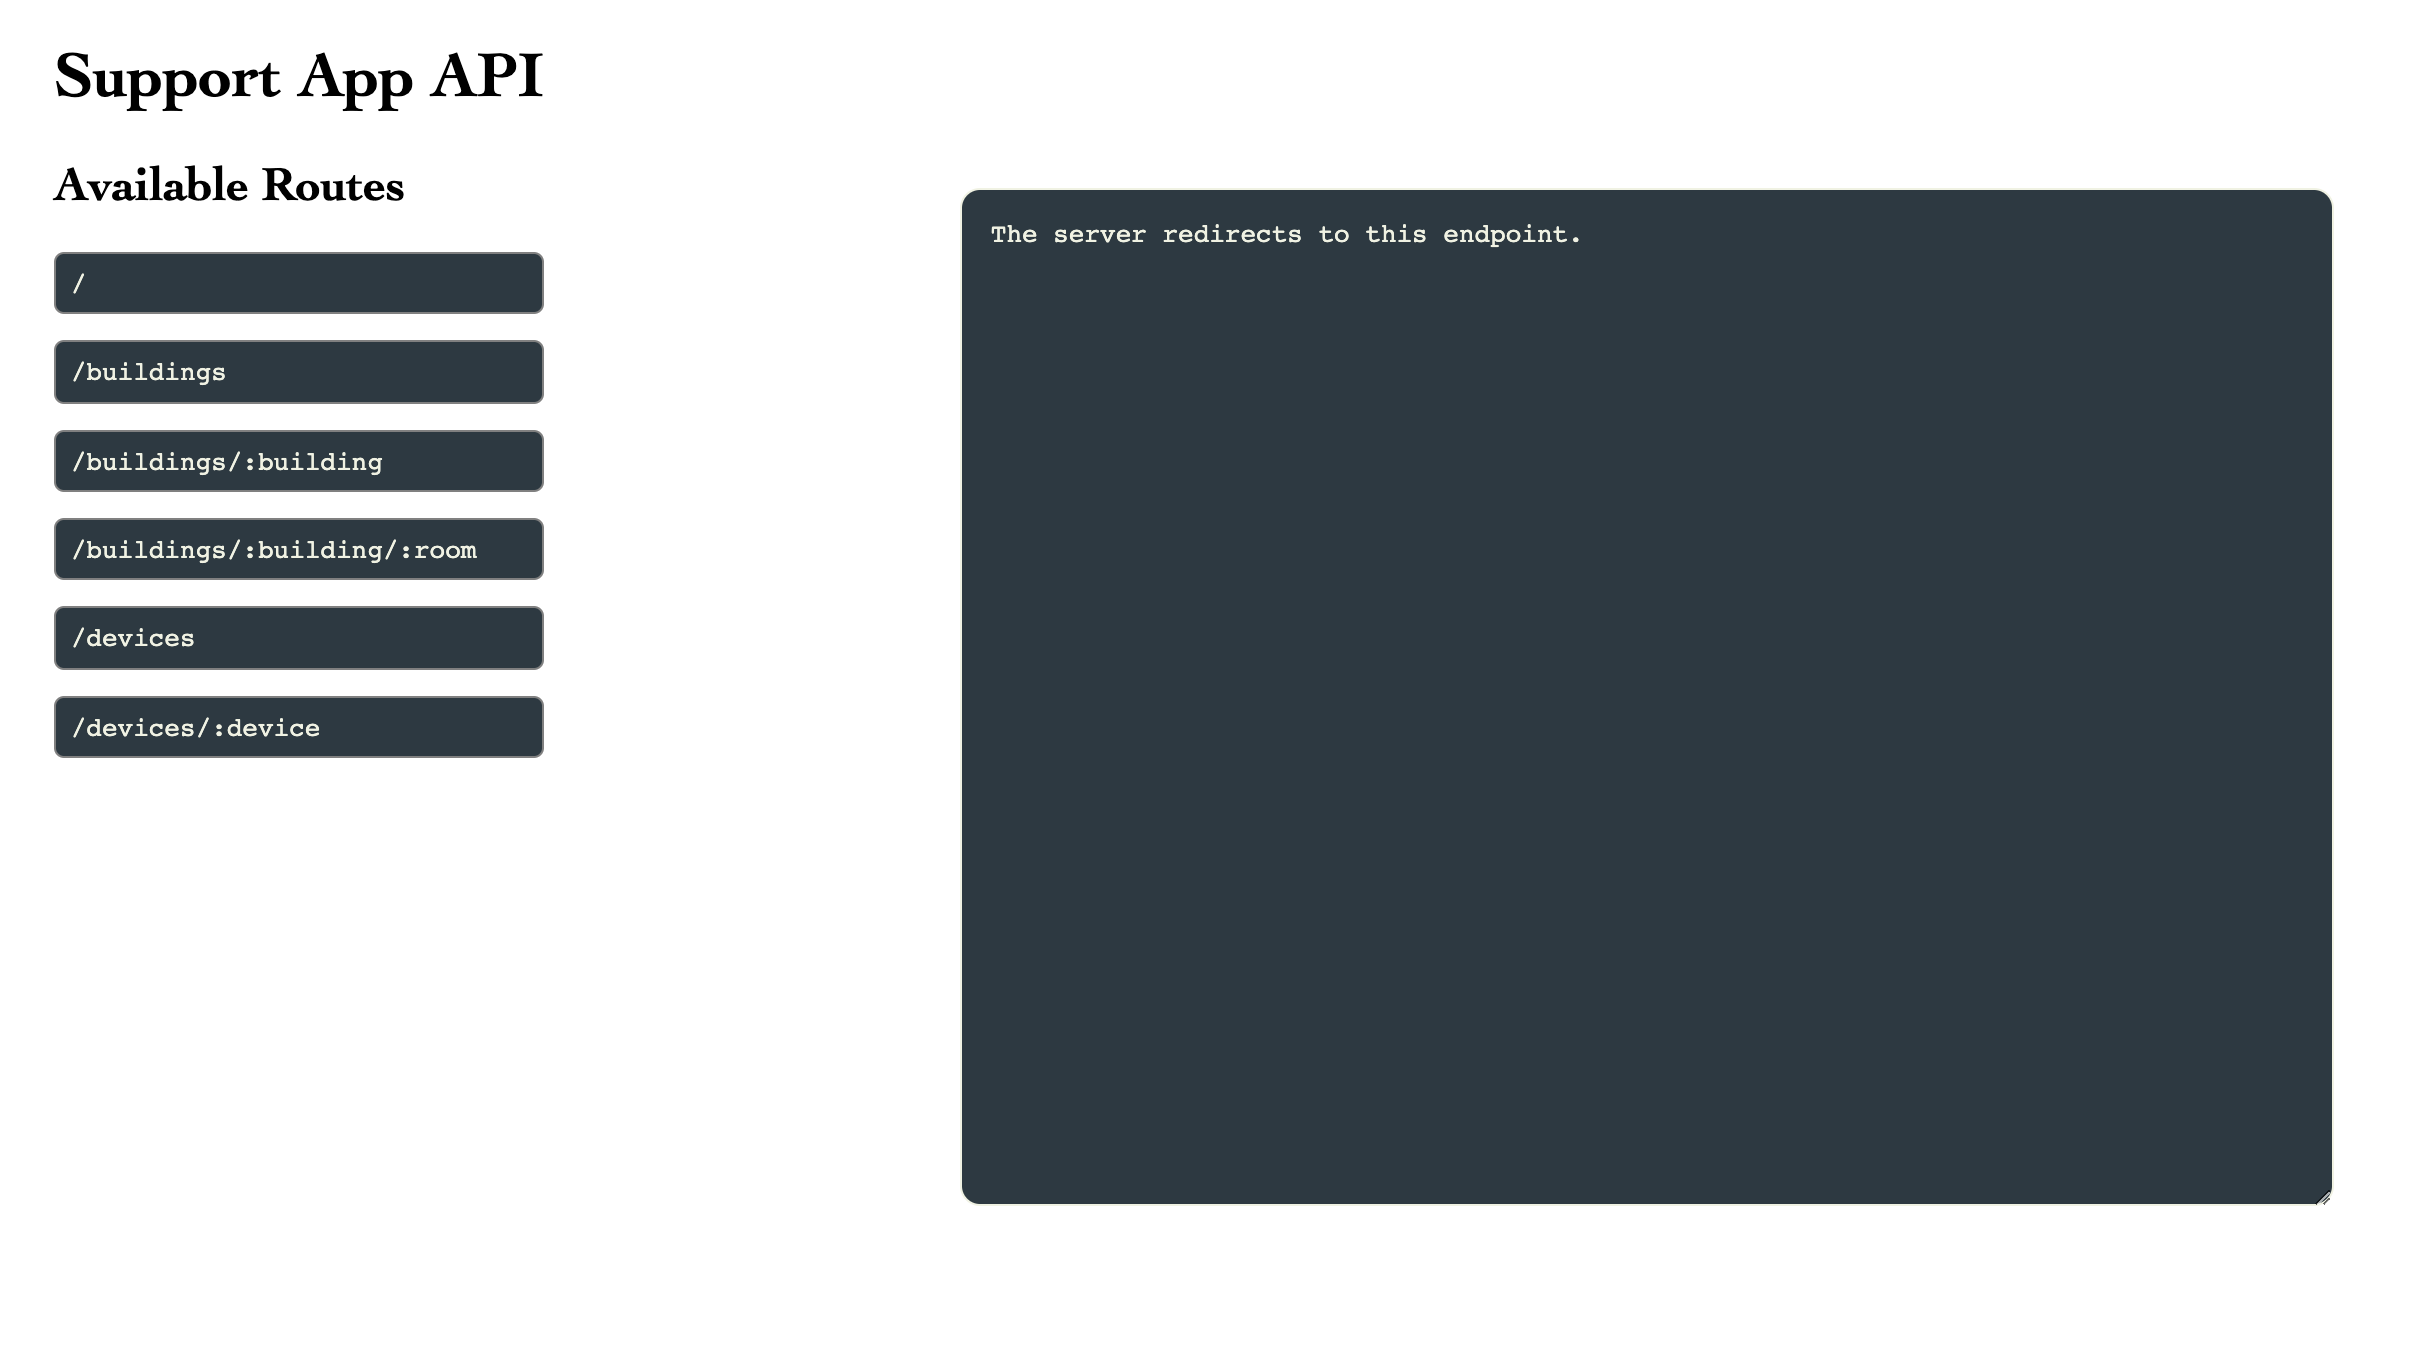 Support App API
Available Routes
/
/buildings
/buildings/:building
/buildings/:building/:room
/devices
/devices/:device
The server redirects to this endpoint.